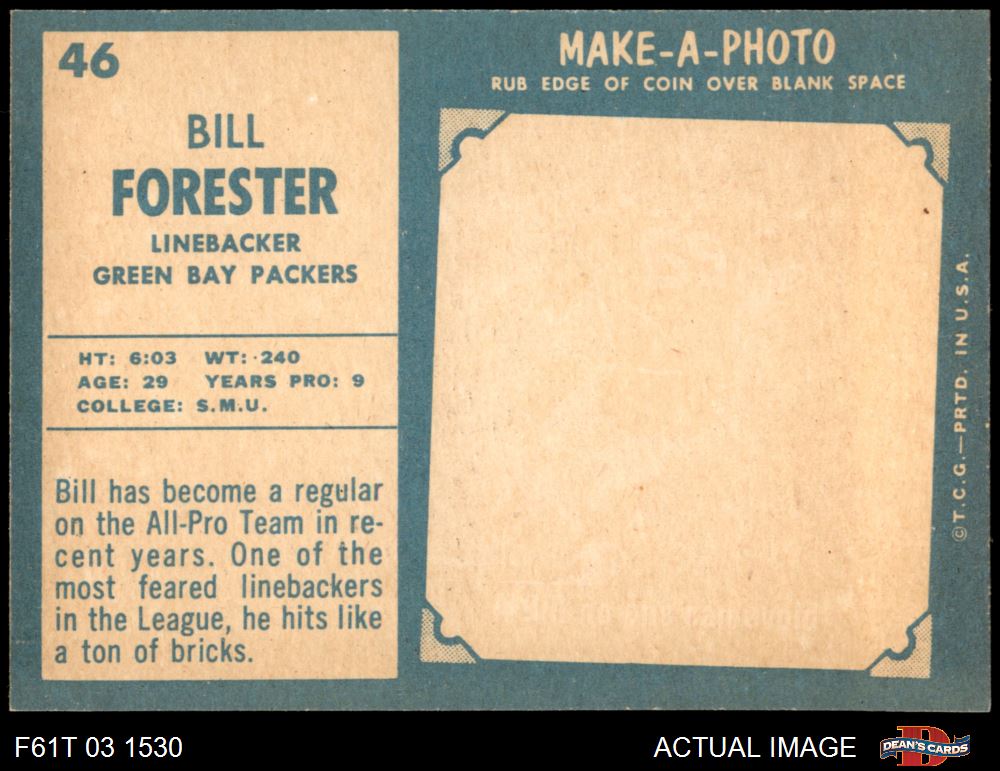 46
BILL
FORESTER
LINEBACKER
GREEN BAY PACKERS
HT: 6:03 WT: 240
AGE: 29 YEARS PRO: 9
COLLEGE: S.M.U.
Bill has become a regular
on the All-Pro Team in re-
cent years. One of the
most feared linebackers
in the League, he hits like
a ton of bricks.
MAKE-A-PHOTO
RUB EDGE OF COIN OVER BLANK SPACE
©T.C.G.—PRTD. IN U.S.A.
F61T 03 1530
ACTUAL IMAGE
DEAN'S CARDS